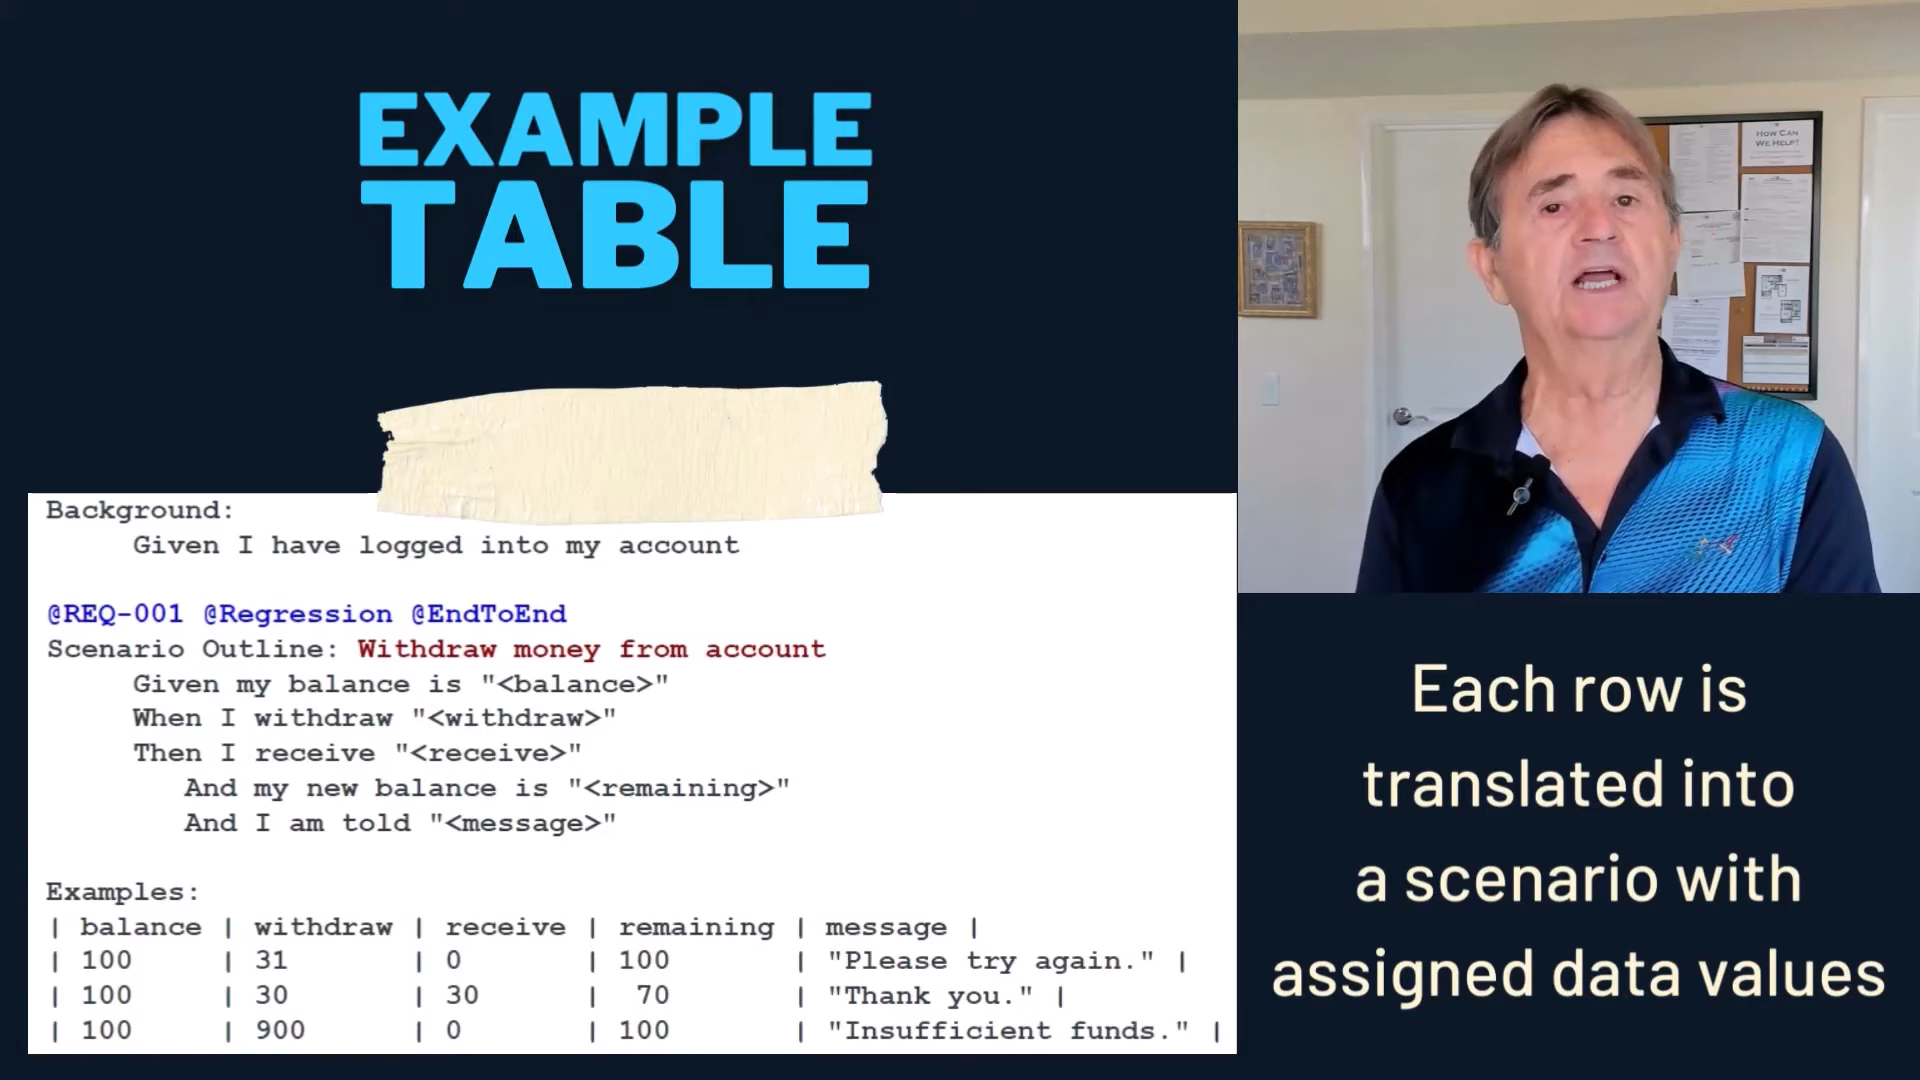 EXAMPLE
TABLE
Background:
Given I have logged into my account
@REQ-001 @Regression @EndToEnd
Scenario Outline: Withdraw money from account
Given my balance is "<balance>"
When I withdraw "<withdraw>"
Then I receive "<receive>"
And my new balance is "<remaining>"
And I am told "<message>"
Examples:
| balance | withdraw | receive | remaining | message |
| 100 | 31 | 0 | 100 | "Please try again." |
| 100 | 30 | 30 | 70 | "Thank you." |
| 100 | 900 | 0 | 100 | "Insufficient funds." |
HOW CAN
WE HELP?
Each row is
translated into
a scenario with
assigned data values